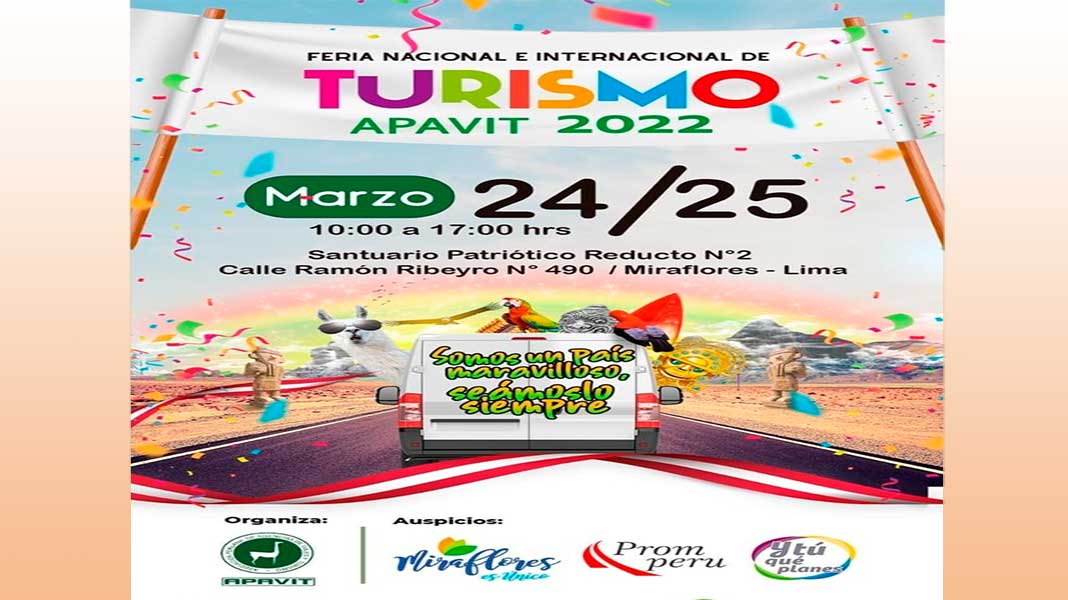 FERIA NACIONAL E INTERNACIONAL DE
TURISMO
APAVIT 2022
Marzo 24/25
10:00 a 17:00 hrs
Santuario Patriótico Reducto N°2
Calle Ramón Ribeyro N° 490 / Miraflores - Lima
Somos un país
maravilloso,
seámoslo
siempre
Organiza:
Auspicios:
APAVIT
Miraflores
es Único
Prom
peru
Y tú
qué
planes